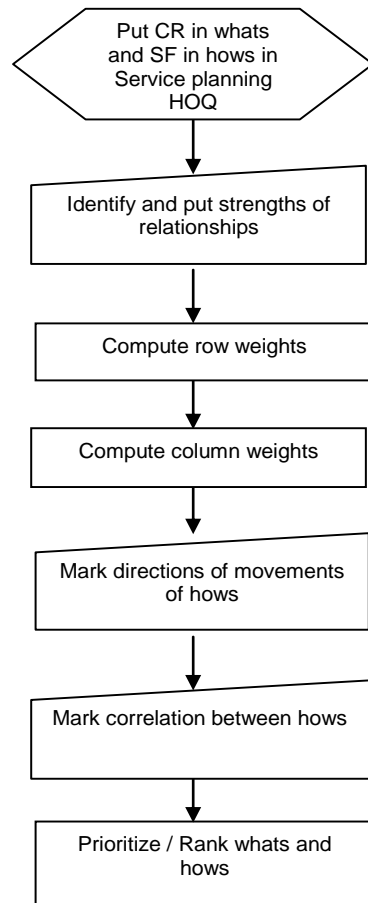 Put CR in whats
and SF in hows in
Service planning
HOQ
Identify and put strengths of
relationships
Compute row weights
Compute column weights
Mark directions of movements
of hows
Mark correlation between hows
Prioritize / Rank whats and
hows